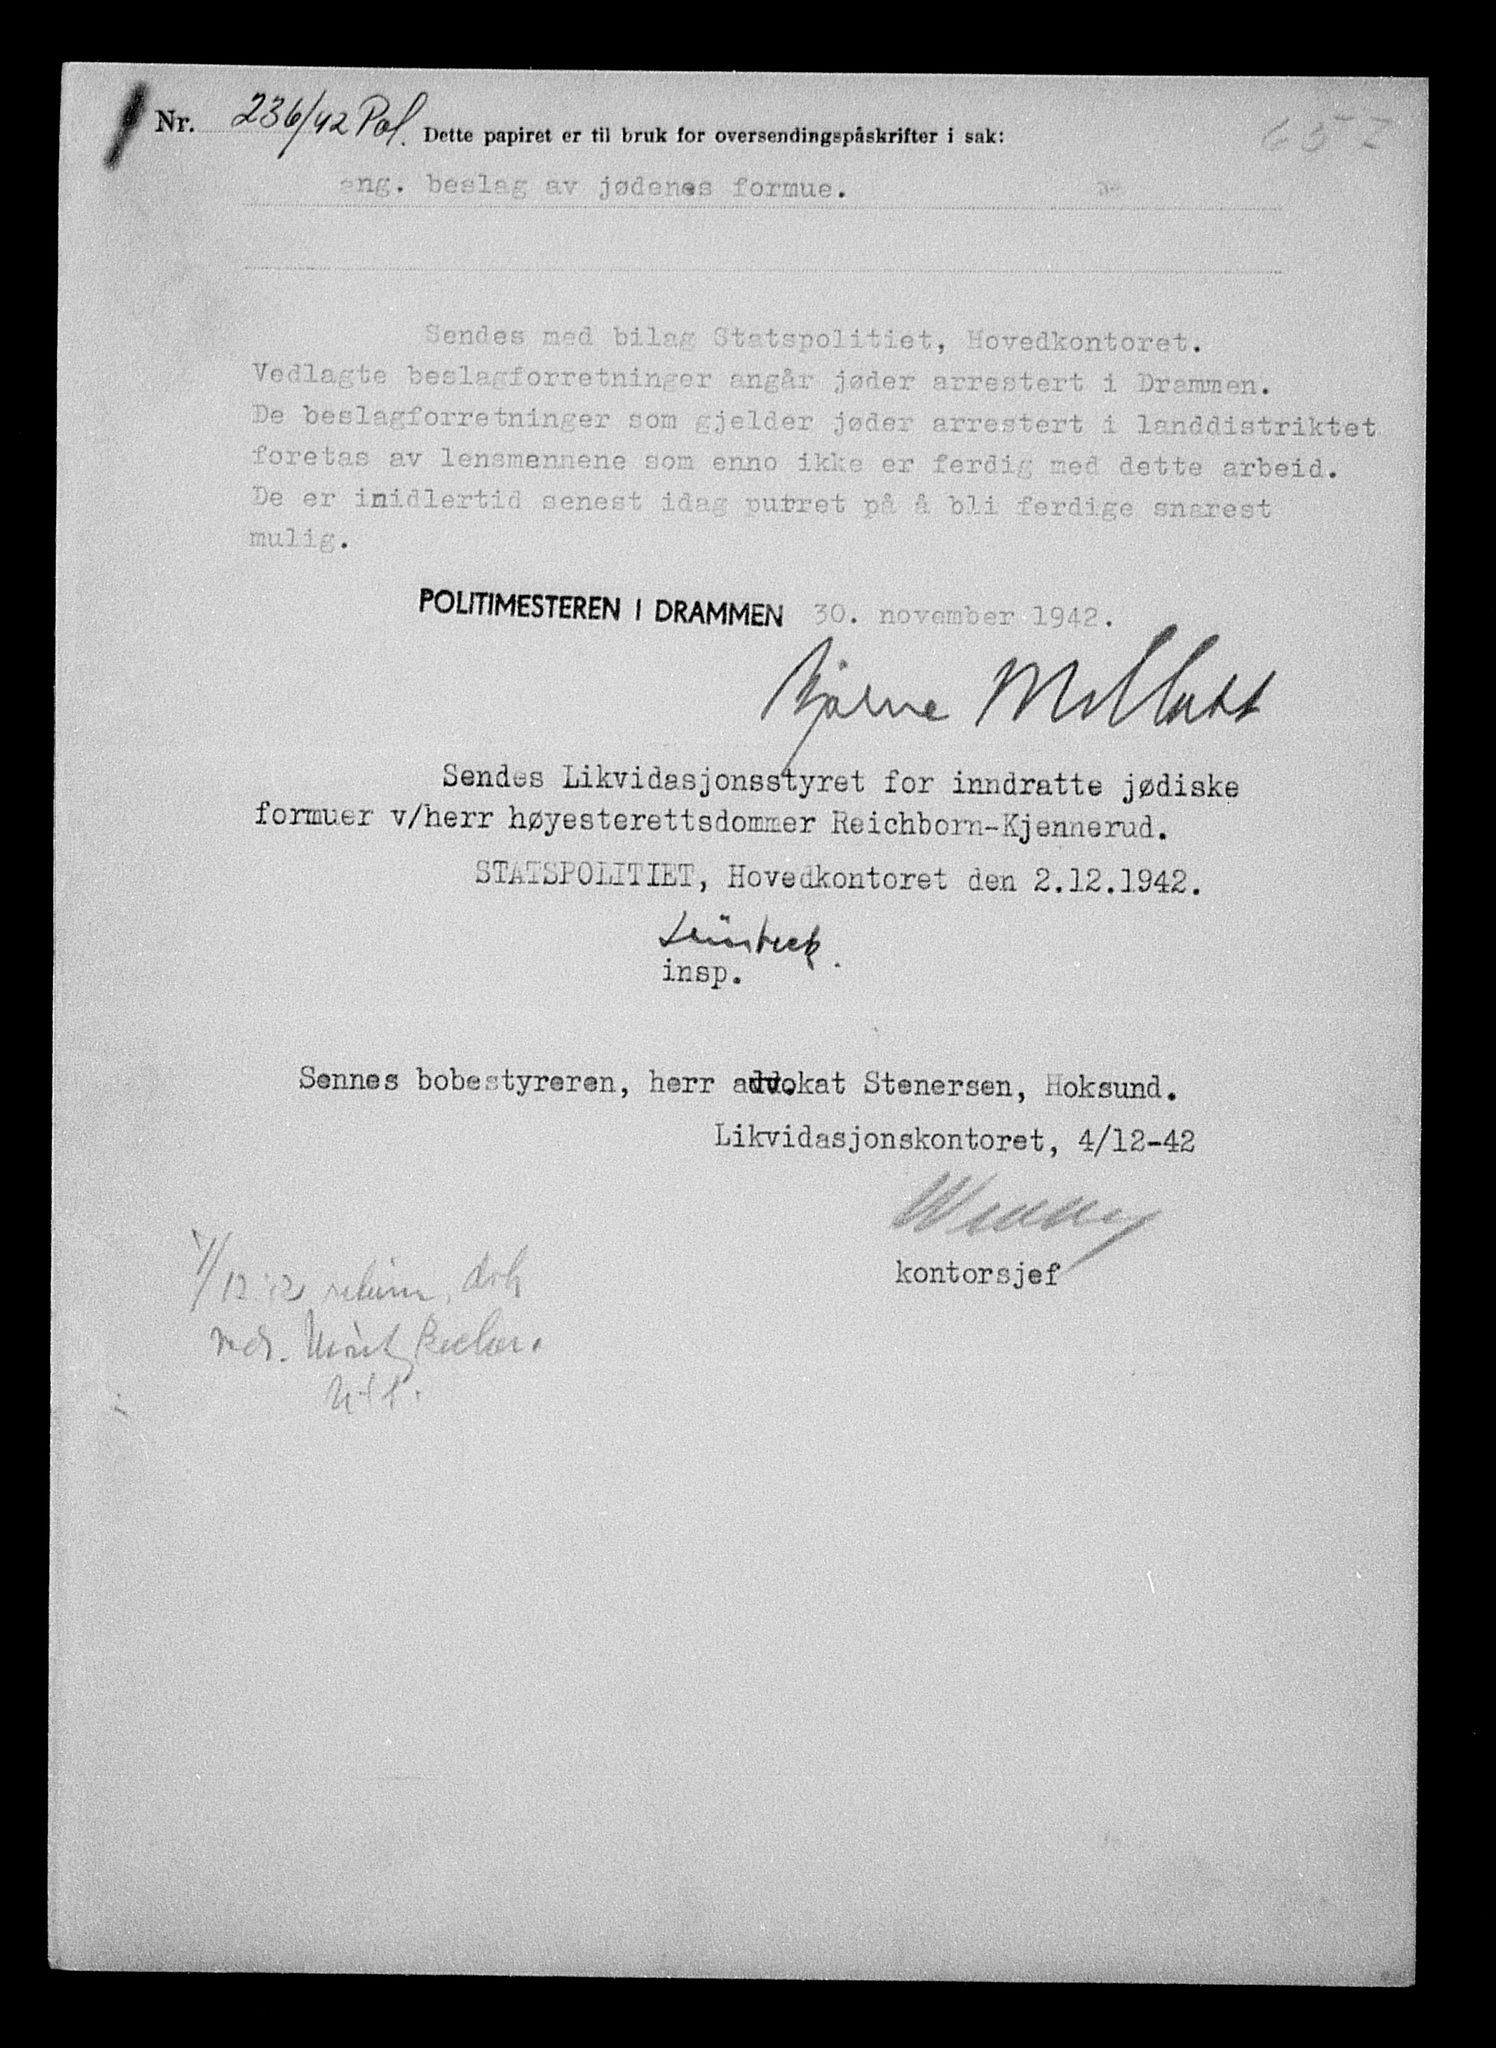 Nr. 236/42 Pol. Dette papiret er til bruk for oversendingspåskrifter i sak:
ang. beslag av jødenes formue.
Sendes med bilag Statspolitiet, Hovedkontoret.
Vedlagte beslagforretninger angår jøder arrestert i Drammen.
De beslagforretninger som gjelder jøder arrestert i landdistriktet
foretas av lensmennene som enno ikke er ferdig med dette arbeid.
De er imidlertid senest idag purret på å bli ferdige snarest
mulig.
POLITIMESTEREN I DRAMMEN 30. november 1942.
Bjarne
Sendes Likvidasjonsstyret for inndratte jødiske
formuer v/herr høyesterettsdommer Reichborn-Kjennerud.
STATSPOLITIET, Hovedkontoret den 2.12.1942.
insp.
Sennes bobestyreren, herr advokat Stenersen, Hoksund.
Likvidasjonskontoret, 4/12-42
kontorsjef
retur, dok